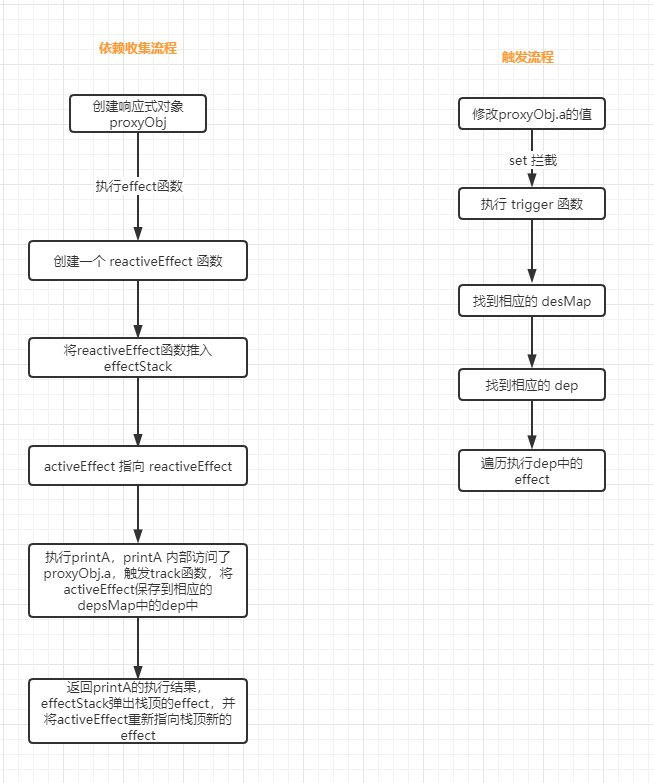 依赖收集流程
创建响应式对象
proxyObj
执行effect函数
创建一个 reactiveEffect 函数
将reactiveEffect函数推入
effectStack
activeEffect 指向 reactiveEffect
执行printA，printA 内部访问了
proxyObj.a，触发track函数，将
activeEffect保存到相应的
depsMap中的dep中
返回printA的执行结果，
effectStack弹出栈顶的effect，并
将activeEffect重新指向栈顶新的
effect
触发流程
修改proxyObj.a的值
set 拦截
执行 trigger 函数
找到相应的 desMap
找到相应的 dep
遍历执行dep中的
effect